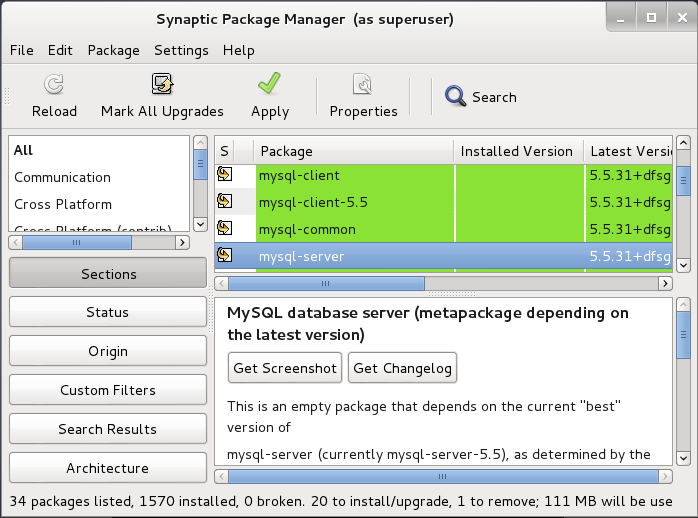 Synaptic Package Manager (as superuser)
File Edit Package Settings Help
Reload Mark All Upgrades Apply Properties Search
All
Communication
Cross Platform
Cross Platform (contrib)
Sections
Status
Origin
Custom Filters
Search Results
Architecture
S Package Installed Version Latest Versi
mysql-client 5.5.31+dfsg
mysql-client-5.5 5.5.31+dfsg
mysql-common 5.5.31+dfsg
mysql-server 5.5.31+dfsg
MySQL database server (metapackage depending on
the latest version)
Get Screenshot Get Changelog
This is an empty package that depends on the current "best"
version of
mysql-server (currently mysql-server-5.5), as determined by the
34 packages listed, 1570 installed, 0 broken. 20 to install/upgrade, 1 to remove; 111 MB will be use